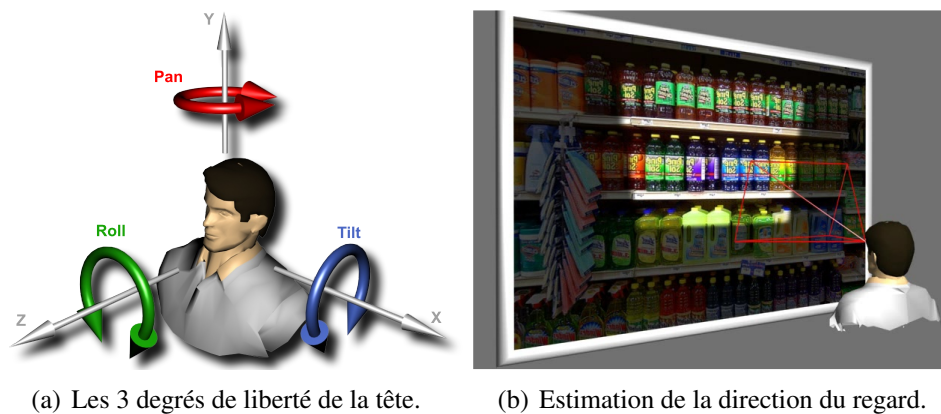 Y
Pan
Roll
Tilt
Z
X
(a) Les 3 degrés de liberté de la tête.
(b) Estimation de la direction du regard.